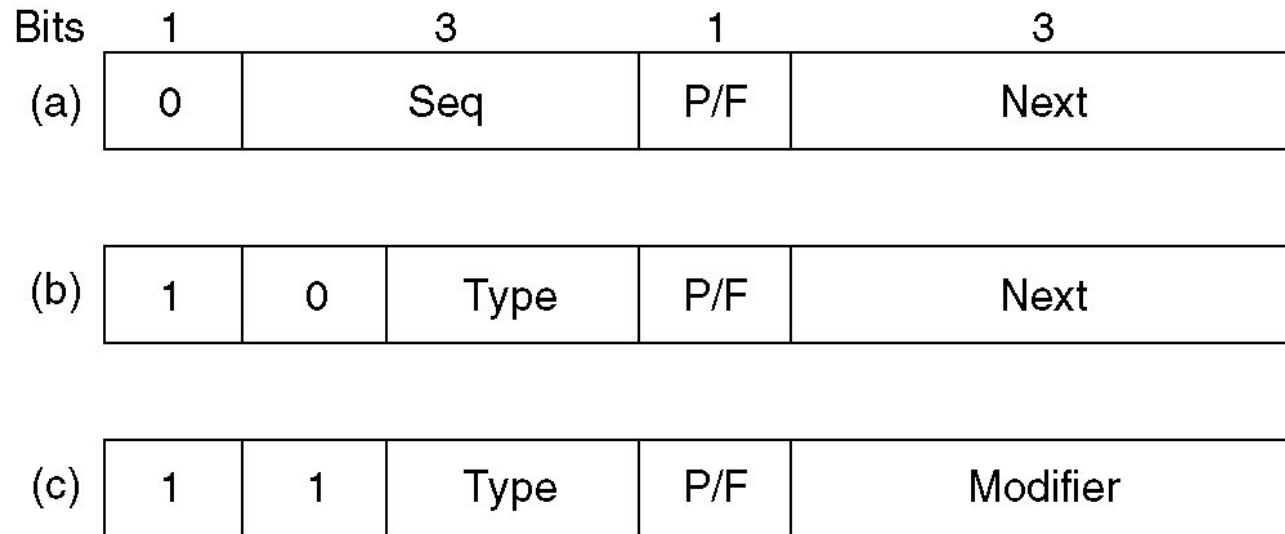 Bits 1 3 1 3
(a) 0 Seq P/F Next
(b) 1 0 Type P/F Next
(c) 1 1 Type P/F Modifier